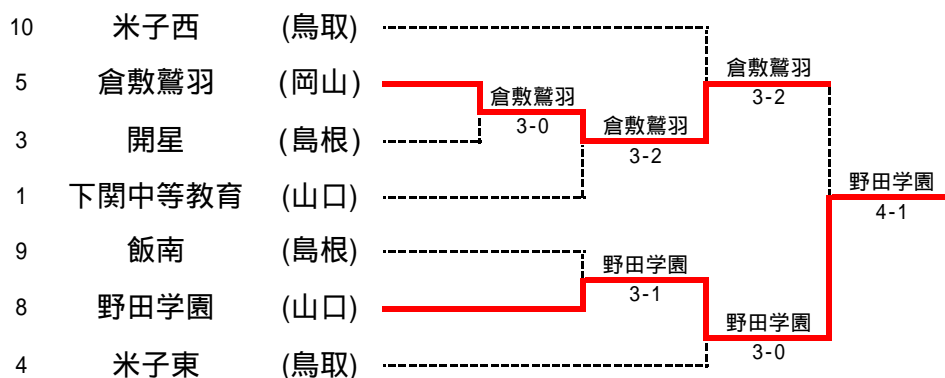 10 米子西 (鳥取)
5 倉敷鷲羽 (岡山)
3 開星 (島根)
1 下関中等教育 (山口)
9 飯南 (島根)
8 野田学園 (山口)
4 米子東 (鳥取)
倉敷鷲羽
3-0
倉敷鷲羽
3-2
倉敷鷲羽
3-2
野田学園
3-1
野田学園
3-0
野田学園
4-1